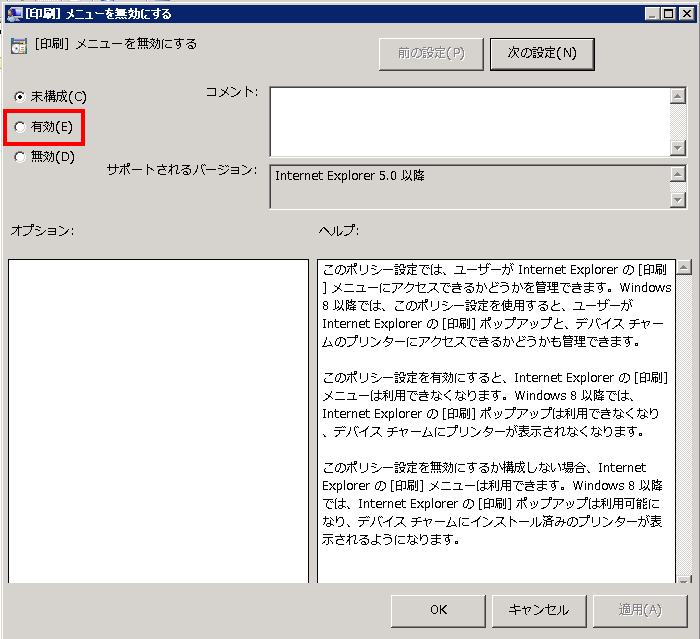 [印刷] メニューを無効にする
[印刷] メニューを無効にする
前の設定(P)
次の設定(N)
未構成(C)
コメント:
有効(E)
無効(D)
サポートされるバージョン:
Internet Explorer 5.0 以降
オプション:
ヘルプ:
このポリシー設定では、ユーザーが Internet Explorer の [印刷
] メニューにアクセスできるかどうかを管理できます。Windows
8 以降では、このポリシー設定を使用すると、ユーザーが
Internet Explorer の [印刷] ポップアップと、デバイス チャー
ムのプリンターにアクセスできるかどうかも管理できます。
このポリシー設定を有効にすると、Internet Explorer の [印刷]
メニューは利用できなくなります。Windows 8 以降では、
Internet Explorer の [印刷] ポップアップは利用できなくなり
、デバイス チャームにプリンターが表示されなくなります。
このポリシー設定を無効にするか構成しない場合、Internet
Explorer の [印刷] メニューは利用できます。Windows 8 以降
では、Internet Explorer の [印刷] ポップアップは利用可能に
なり、デバイス チャームにインストール済みのプリンターが表
示されるようになります。
OK
キャンセル
適用(A)